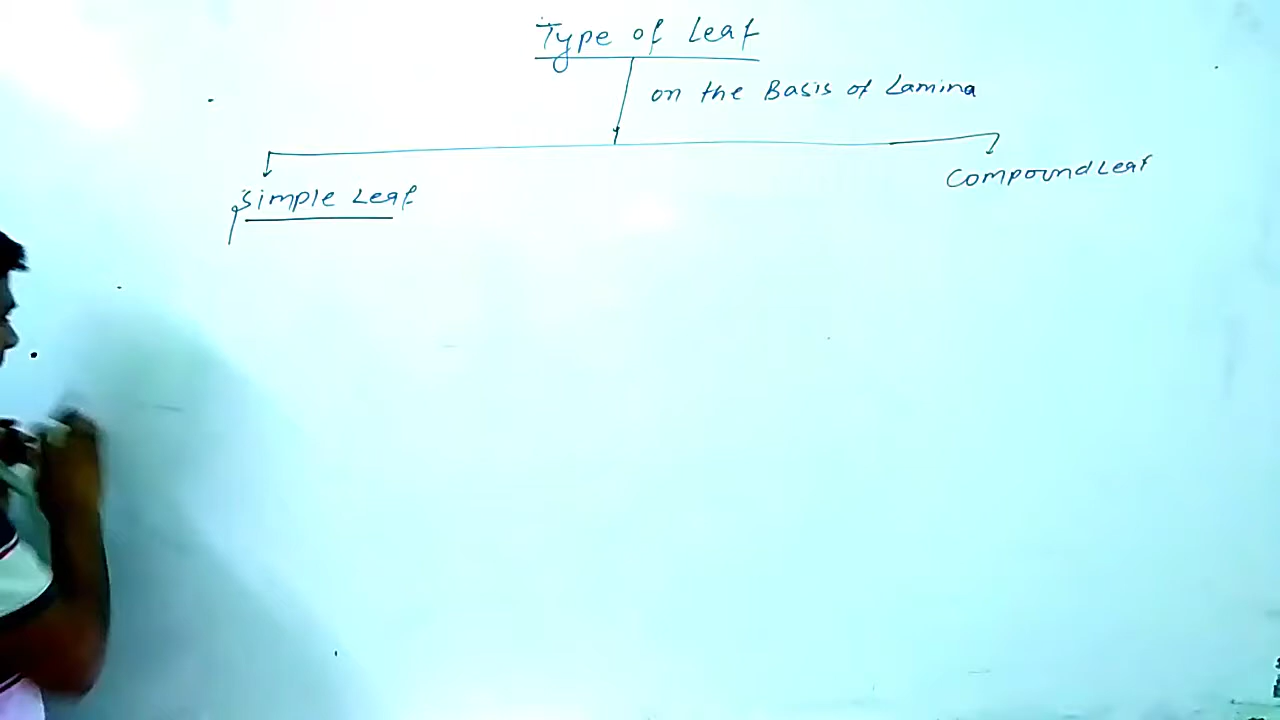 Type of Leaf
on the Basis of Lamina
Simple Leaf
Compound Leaf